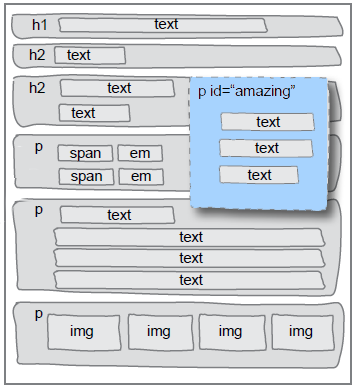 h1 text
h2 text
h2 text
text
p id="amazing"
text
text
text
p span em
span em
p text
text
text
text
p
img img img img